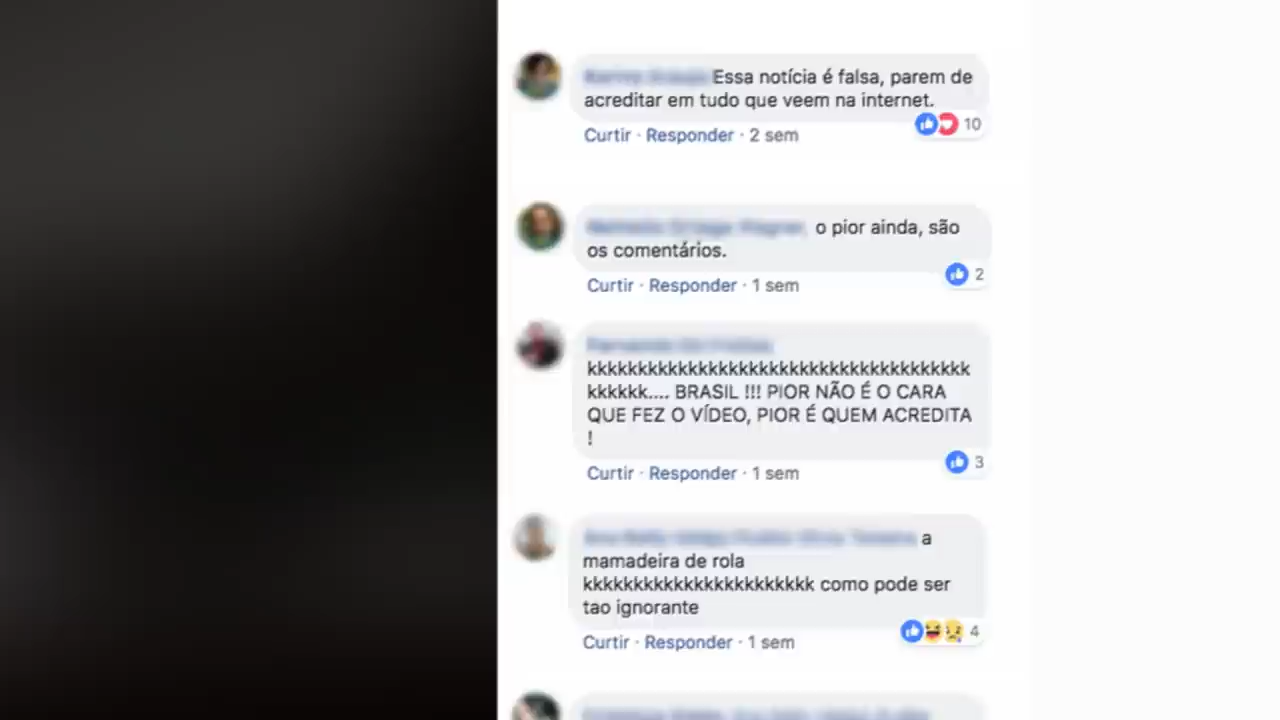 Essa notícia é falsa, parem de
acreditar em tudo que veem na internet.
10
Curtir · Responder · 2 sem
o pior ainda, são
os comentários.
2
Curtir · Responder · 1 sem
kkkkkkkkkkkkkkkkkkkkkkkkkkkkkkkkkkkkkk
kkkkkk.... BRASIL !!! PIOR NÃO É O CARA
QUE FEZ O VÍDEO, PIOR É QUEM ACREDITA
!
3
Curtir · Responder · 1 sem
a
mamadeira de rola
kkkkkkkkkkkkkkkkkkkkkkk como pode ser
tao ignorante
4
Curtir · Responder · 1 sem